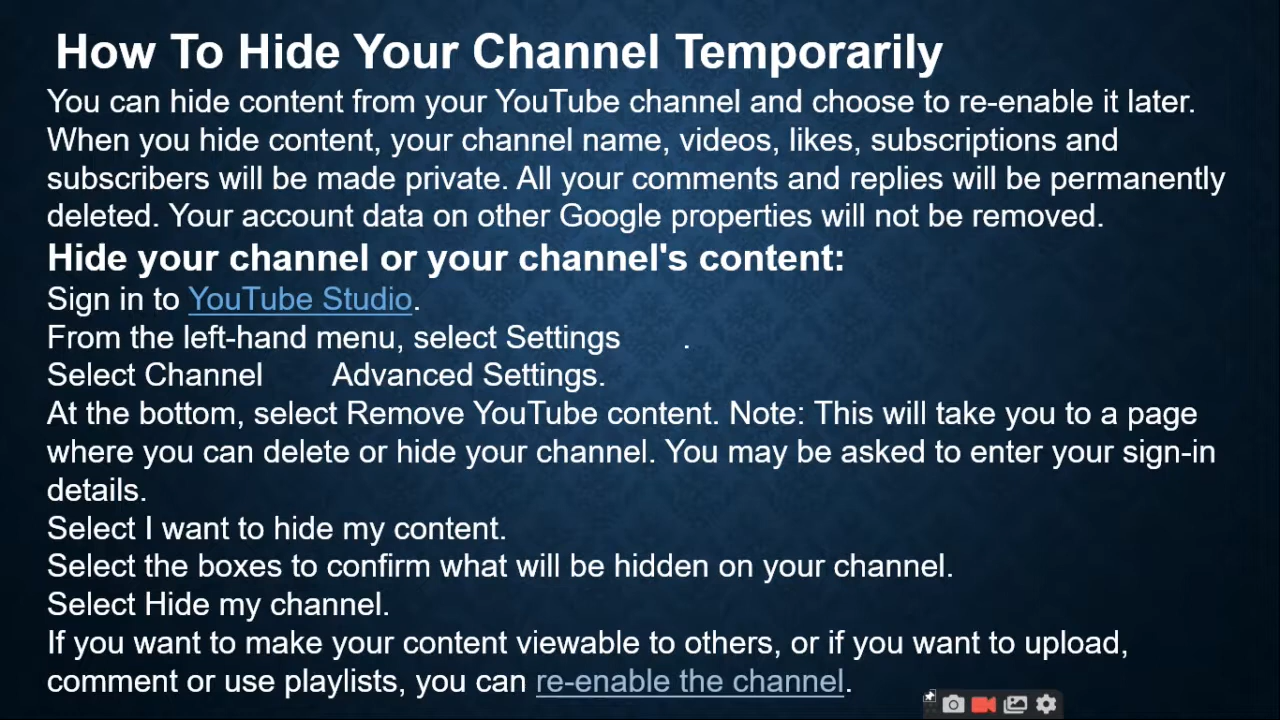 How To Hide Your Channel Temporarily
You can hide content from your YouTube channel and choose to re-enable it later.
When you hide content, your channel name, videos, likes, subscriptions and
subscribers will be made private. All your comments and replies will be permanently
deleted. Your account data on other Google properties will not be removed.
Hide your channel or your channel's content:
Sign in to YouTube Studio.
From the left-hand menu, select Settings .
Select Channel Advanced Settings.
At the bottom, select Remove YouTube content. Note: This will take you to a page
where you can delete or hide your channel. You may be asked to enter your sign-in
details.
Select I want to hide my content.
Select the boxes to confirm what will be hidden on your channel.
Select Hide my channel.
If you want to make your content viewable to others, or if you want to upload,
comment or use playlists, you can re-enable the channel.